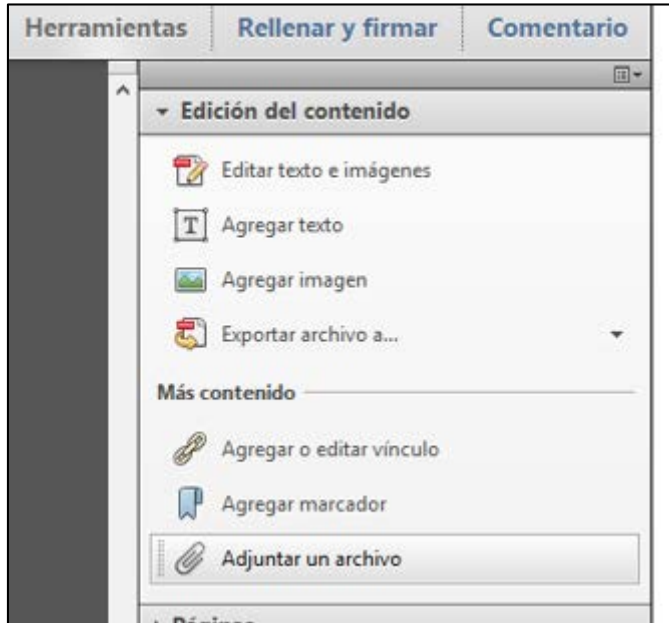 Herramientas Rellenar y firmar Comentario
Edición del contenido
Editar texto e imágenes
Agregar texto
Agregar imagen
Exportar archivo a...
Más contenido
Agregar o editar vínculo
Agregar marcador
Adjuntar un archivo
Páginas